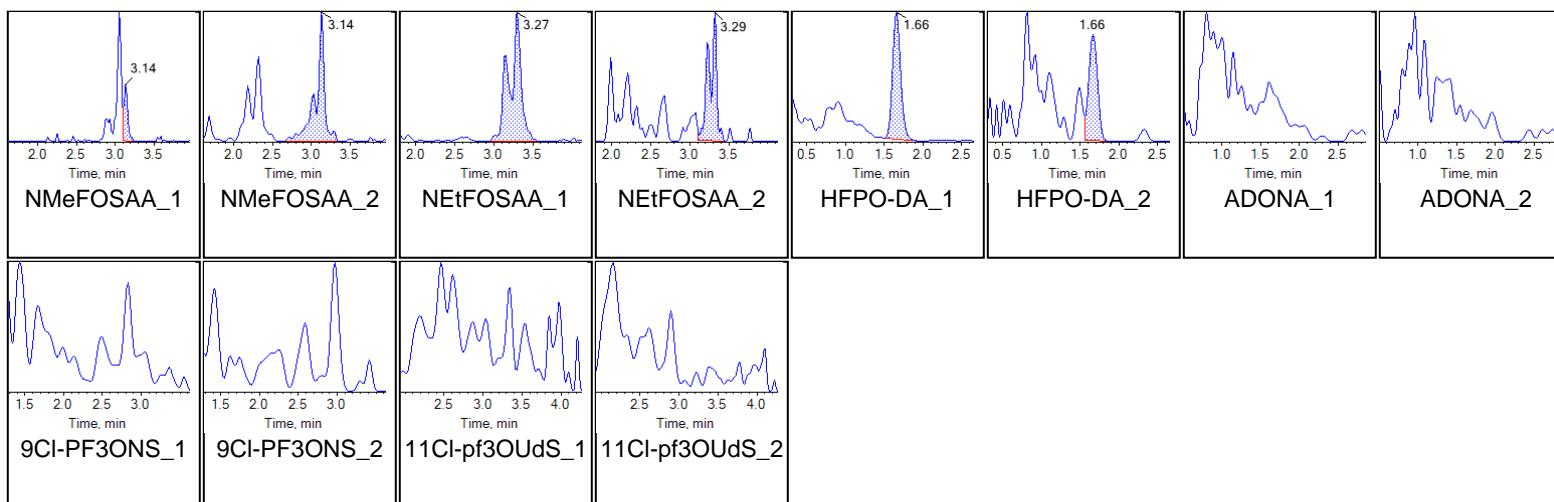 3.14
2.0 2.5 3.0 3.5
Time, min
NMeFOSAA_1
3.14
2.0 2.5 3.0 3.5
Time, min
NMeFOSAA_2
3.27
2.0 2.5 3.0 3.5
Time, min
NEtFOSAA_1
3.29
2.0 2.5 3.0 3.5
Time, min
NEtFOSAA_2
1.66
0.5 1.0 1.5 2.0 2.5
Time, min
HFPO-DA_1
1.66
0.5 1.0 1.5 2.0 2.5
Time, min
HFPO-DA_2
1.0 1.5 2.0 2.5
Time, min
ADONA_1
1.0 1.5 2.0 2.5
Time, min
ADONA_2
1.5 2.0 2.5 3.0
Time, min
9Cl-PF3ONS_1
1.5 2.0 2.5 3.0
Time, min
9Cl-PF3ONS_2
2.5 3.0 3.5 4.0
Time, min
11Cl-pf3OUdS_1
2.5 3.0 3.5 4.0
Time, min
11Cl-pf3OUdS_2